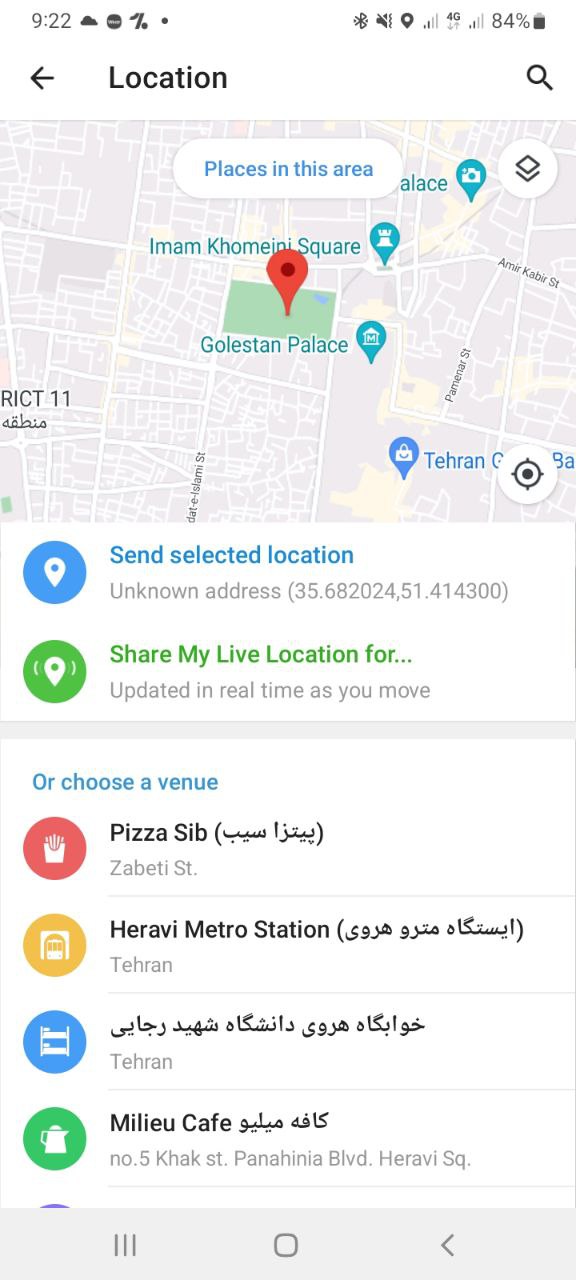 9:22
4G
84%
Location
Places in this area
alace
Imam Khomeini Square
Amir Kabir St
Golestan Palace
Pamenar St
RICT 11
منطقه
Tehran G
Ba
dat-e-Islami St
Send selected location
Unknown address (35.682024,51.414300)
Share My Live Location for...
Updated in real time as you move
Or choose a venue
Pizza Sib (پیتزا سیب)
Zabeti St.
Heravi Metro Station (ایستگاه مترو هروی)
Tehran
خوابگاه هروی دانشگاه شهید رجایی
Tehran
Milieu Cafe کافه میلیو
no.5 Khak st. Panahinia Blvd. Heravi Sq.